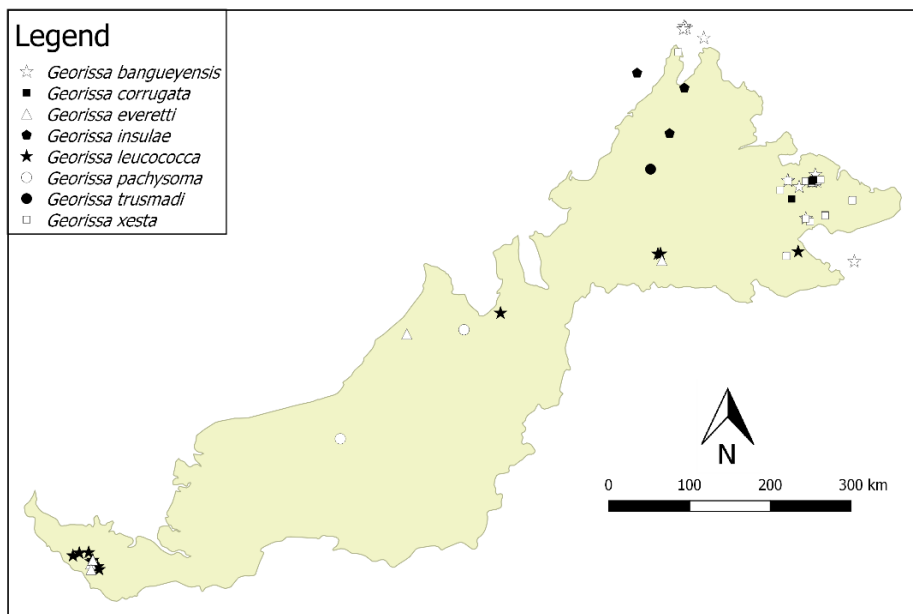 Legend
Georissa bangueyensis
Georissa corrugata
Georissa everetti
Georissa insulae
Georissa leucococca
Georissa pachysoma
Georissa trusmadi
Georissa xesta
N
0 100 200 300 km